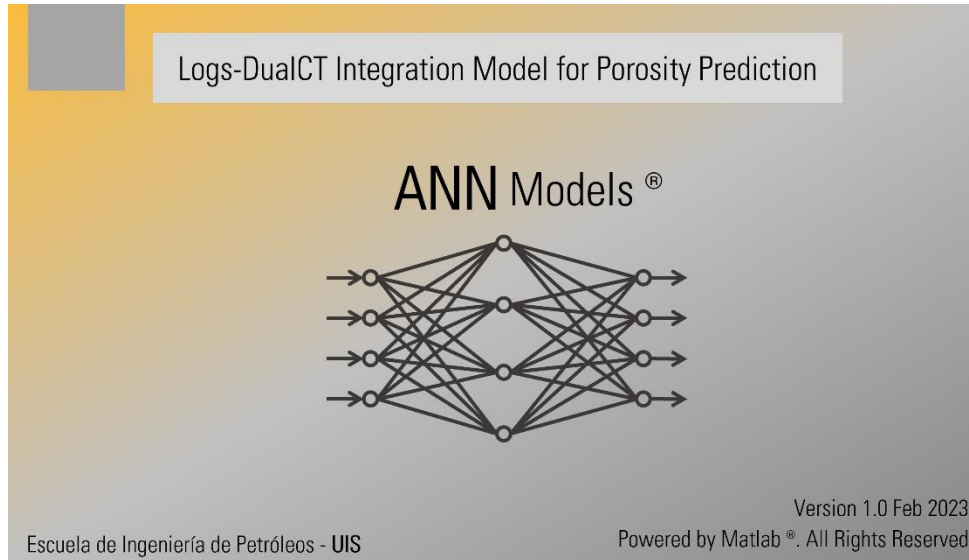 Logs-DualCT Integration Model for Porosity Prediction
ANN Models ®
Version 1.0 Feb 2023
Escuela de Ingeniería de Petróleos - UIS
Powered by Matlab ®. All Rights Reserved